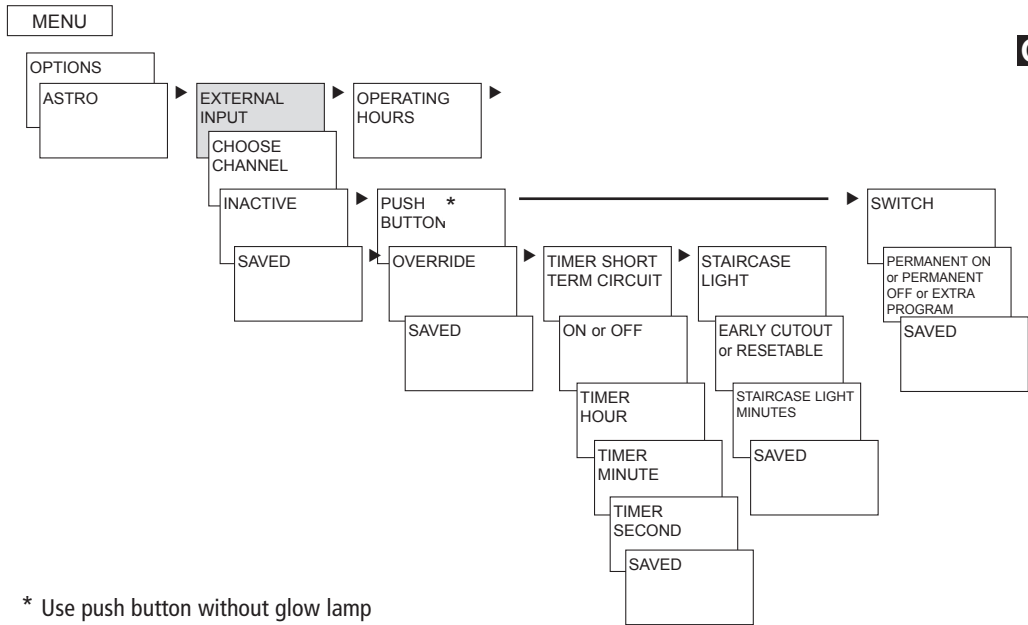 MENU
OPTIONS
ASTRO
EXTERNAL
INPUT
OPERATING
HOURS
CHOOSE
CHANNEL
INACTIVE
PUSH *
BUTTON
SWITCH
SAVED
OVERRIDE
TIMER SHORT
TERM CIRCUIT
STAIRCASE
LIGHT
PERMANENT ON
or PERMANENT
OFF or EXTRA
PROGRAM
SAVED
ON or OFF
EARLY CUTOUT
or RESETABLE
SAVED
TIMER
HOUR
STAIRCASE LIGHT
MINUTES
TIMER
MINUTE
SAVED
TIMER
SECOND
SAVED
* Use push button without glow lamp